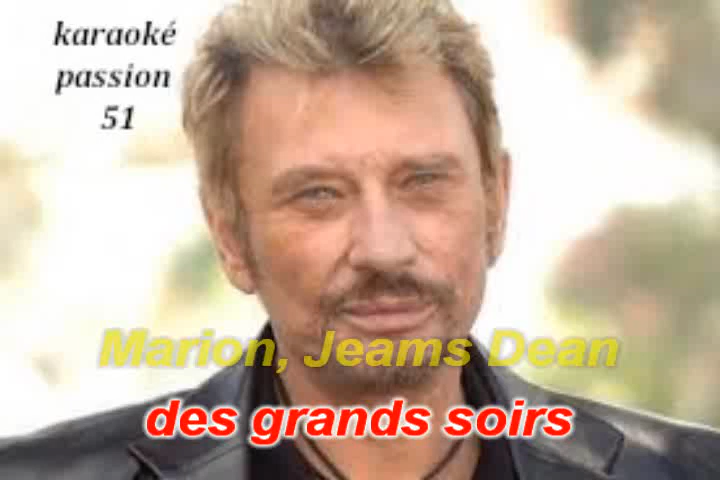 karaoké
passion
51
Marion, Jeams Dean
des grands soirs